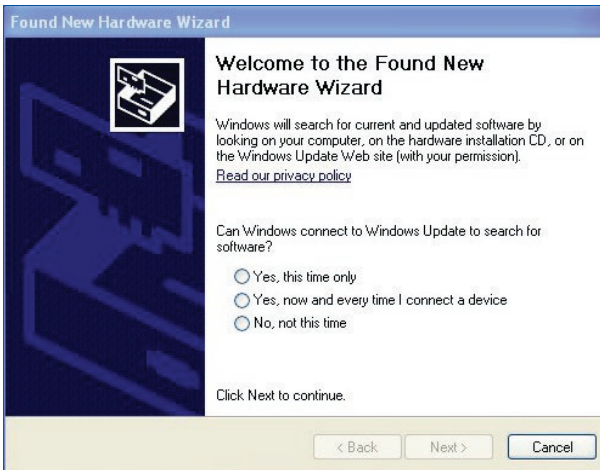 Found New Hardware Wizard
Welcome to the Found New
Hardware Wizard
Windows will search for current and updated software by
looking on your computer, on the hardware installation CD, or on
the Windows Update Web site (with your permission).
Read our privacy policy
Can Windows connect to Windows Update to search for
software?
Yes, this time only
Yes, now and every time I connect a device
No, not this time
Click Next to continue.
< Back
Next >
Cancel